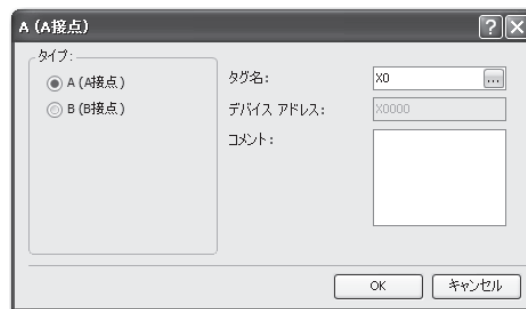 A (A接点)
タイプ:
A (A接点)
B (B接点)
タグ名:
X0
...
デバイス アドレス:
X0000
コメント:
OK
キャンセル